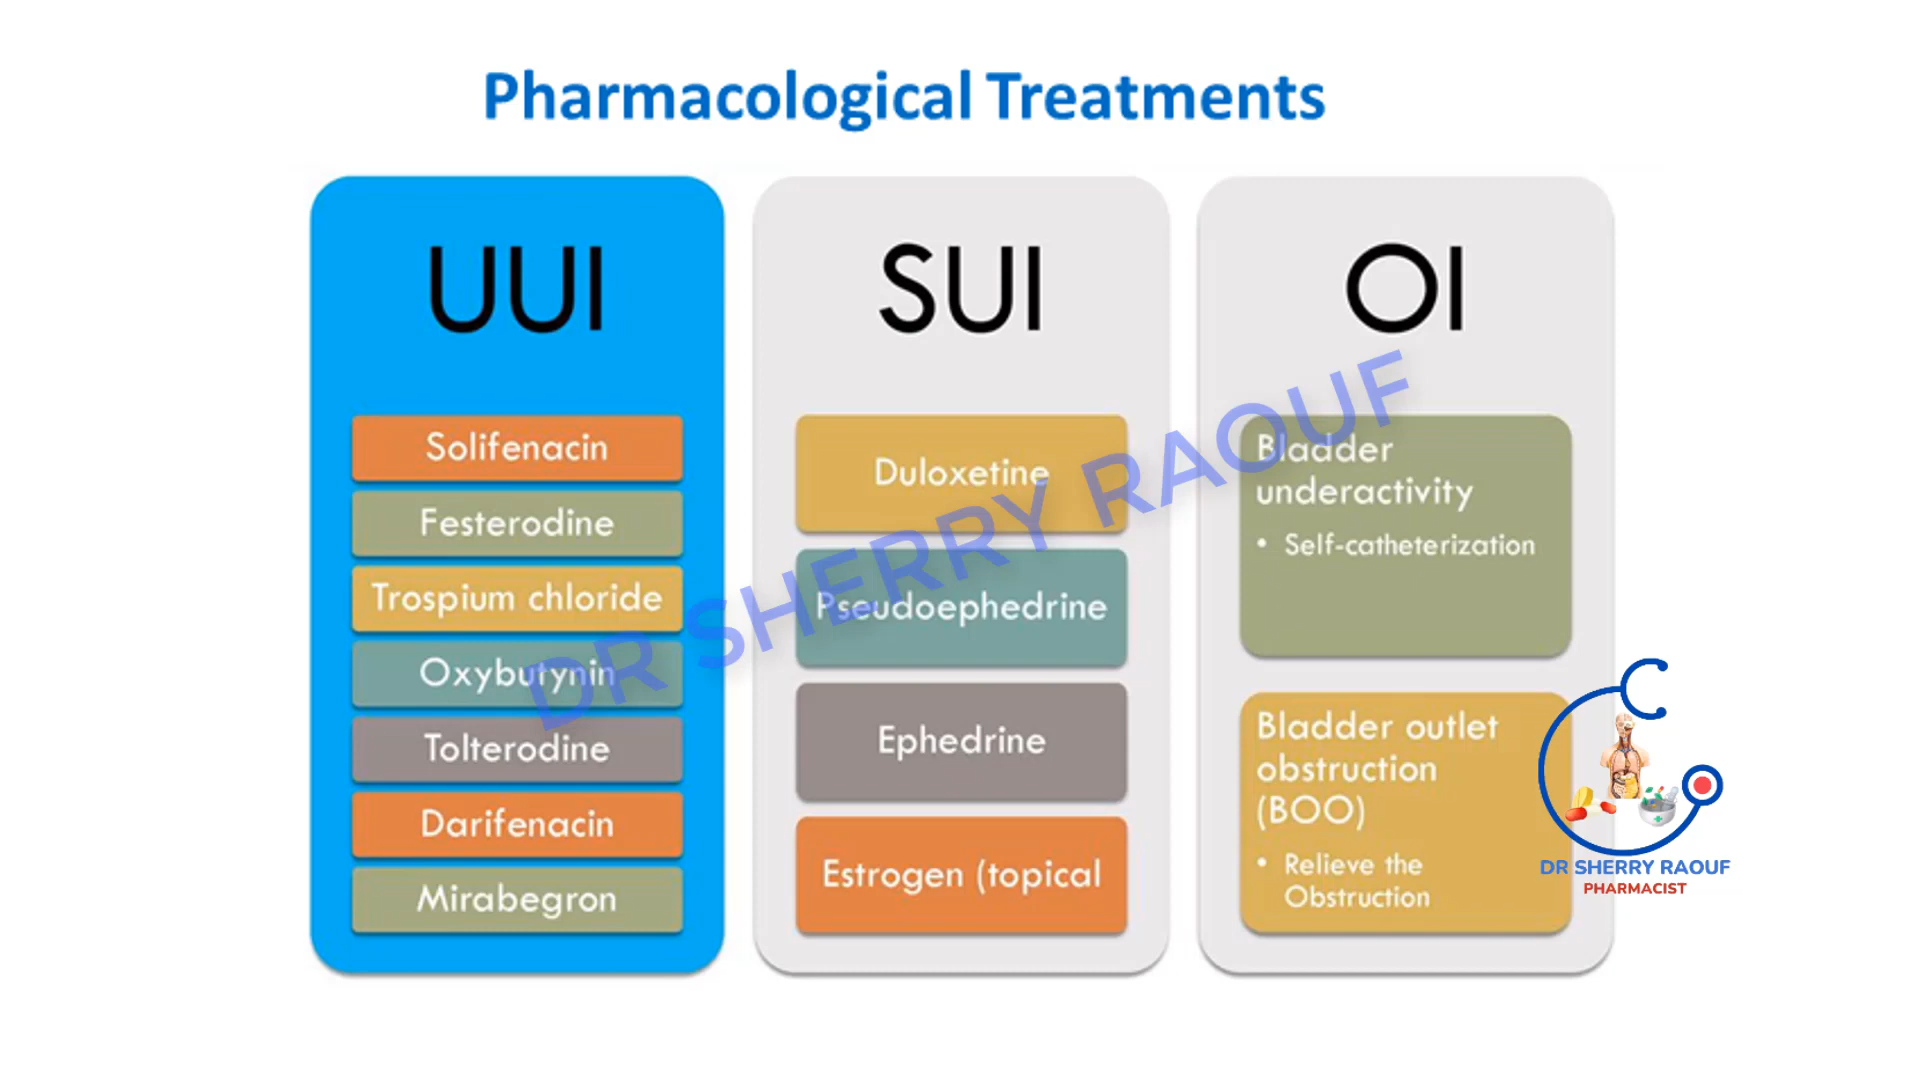 Pharmacological Treatments
UUI
Solifenacin
Festerodine
Trospium chloride
Oxybutynin
Tolterodine
Darifenacin
Mirabegron
SUI
Duloxetine
Pseudoephedrine
Ephedrine
Estrogen (topical
OI
Bladder
underactivity
• Self-catheterization
Bladder outlet
obstruction
(BOO)
• Relieve the
Obstruction
DR SHERRY RAOUF
DR SHERRY RAOUF
PHARMACIST